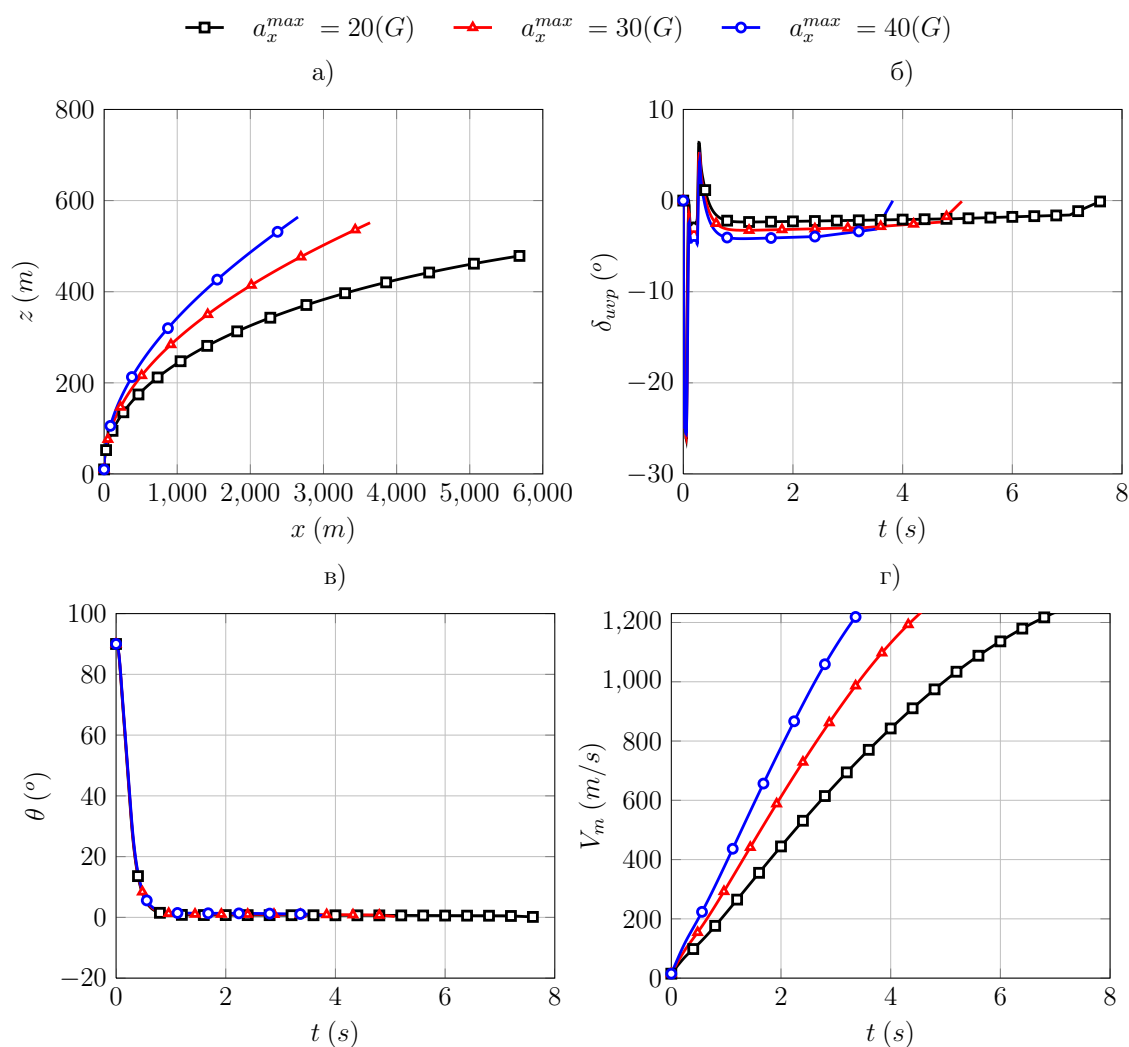 a_x^{max} = 20(G) a_x^{max} = 30(G) a_x^{max} = 40(G)
а) б)
800
600
400
200
0
z (m)
0 1,000 2,000 3,000 4,000 5,000 6,000
x (m)
10
0
−10
−20
−30
δ_{uvp} (^o)
0 2 4 6 8
t (s)
в) г)
100
80
60
40
20
0
−20
θ (^o)
0 2 4 6 8
t (s)
1,200
1,000
800
600
400
200
0
V_m (m/s)
0 2 4 6 8
t (s)